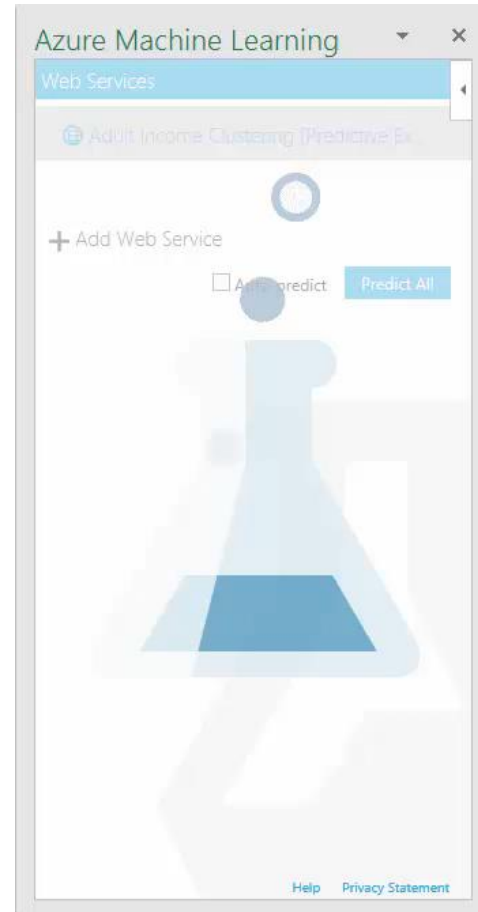 Azure Machine Learning
Web Services
Adult Income Clustering [Predictive Ex...
Add Web Service
Auto-predict Predict All
Help Privacy Statement